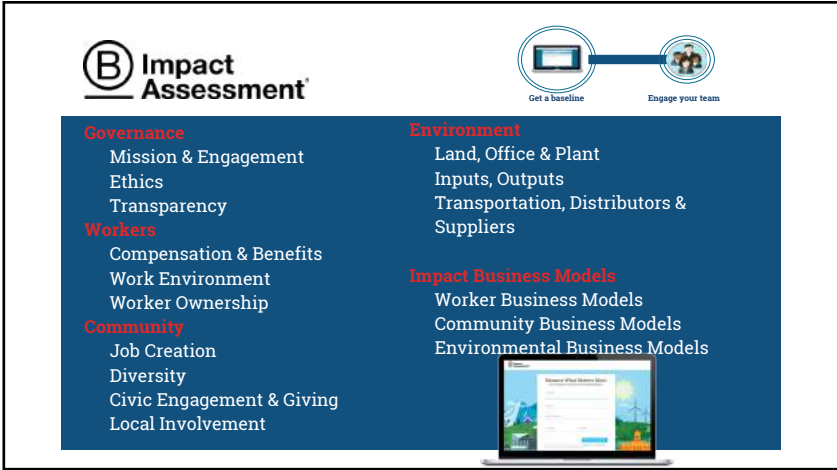 B Impact
Assessment
Get a baseline
Engage your team
Governance
Mission & Engagement
Ethics
Transparency
Workers
Compensation & Benefits
Work Environment
Worker Ownership
Community
Job Creation
Diversity
Civic Engagement & Giving
Local Involvement
Environment
Land, Office & Plant
Inputs, Outputs
Transportation, Distributors &
Suppliers
Impact Business Models
Worker Business Models
Community Business Models
Environmental Business Models